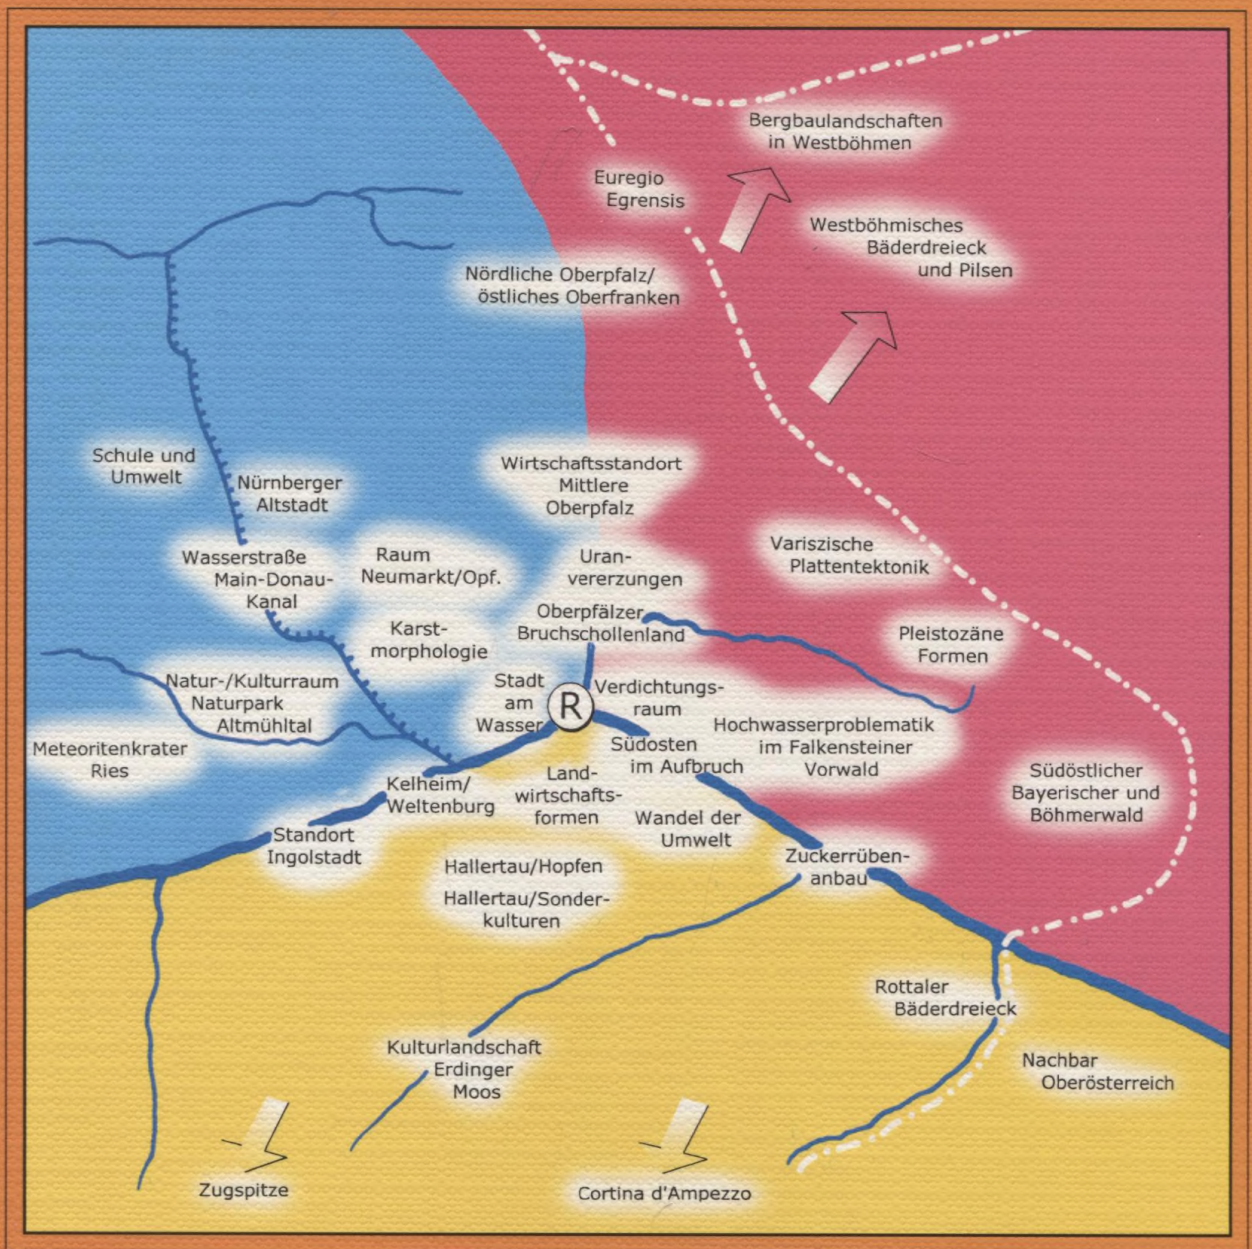 Bergbaulandschaften
in Westböhmen
Euregio
Egrensis
Westböhmisches
Bäderdreieck
und Pilsen
Nördliche Oberpfalz/
östliches Oberfranken
Schule und
Umwelt
Nürnberger
Altstadt
Wirtschaftsstandort
Mittlere
Oberpfalz
Wasserstraße
Main-Donau-
Kanal
Raum
Neumarkt/Opf.
Uran-
vererzungen
Variszische
Plattentektonik
Oberpfälzer
Bruchschollenland
Karst-
morphologie
Pleistozäne
Formen
Natur-/Kulturraum
Naturpark
Altmühltal
Stadt
am
Wasser
R
Verdichtungs-
raum
Hochwasserproblematik
im Falkensteiner
Vorwald
Meteoritenkrater
Ries
Südosten
im Aufbruch
Kelheim/
Weltenburg
Land-
wirtschafts-
formen
Südöstlicher
Bayerischer und
Böhmerwald
Standort
Ingolstadt
Wandel der
Umwelt
Hallertau/Hopfen
Hallertau/Sonder-
kulturen
Zuckerrüben-
anbau
Rottaler
Bäderdreieck
Kulturlandschaft
Erdinger
Moos
Nachbar
Oberösterreich
Zugspitze
Cortina d'Ampezzo